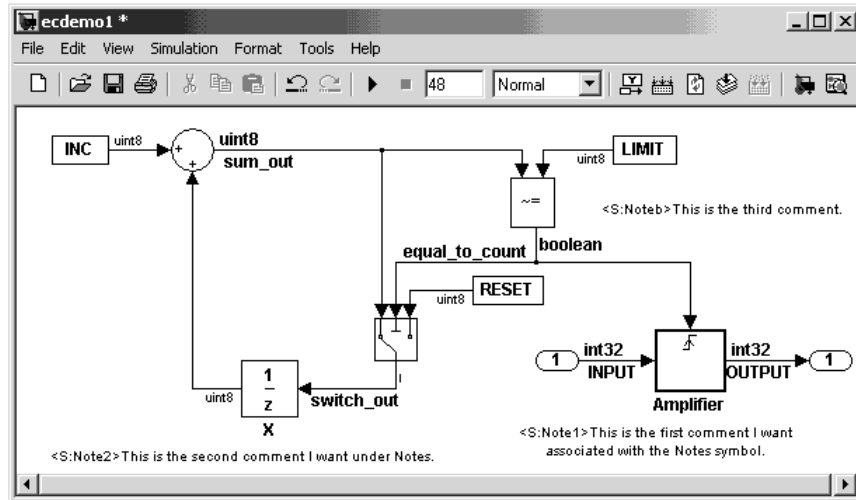 ecdemo1 *
File Edit View Simulation Format Tools Help
48 Normal
INC uint8 + + uint8
sum_out
uint8 LIMIT
~=
<S:Noteb>This is the third comment.
equal_to_count boolean
uint8 RESET
1 int32 int32 1
INPUT OUTPUT
Amplifier
uint8 1
z
switch_out
X
<S:Note2>This is the second comment I want under Notes.
<S:Note1>This is the first comment I want
associated with the Notes symbol.